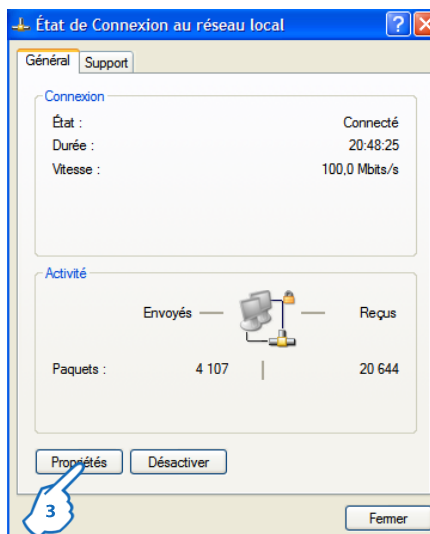 État de Connexion au réseau local
Général Support
Connexion
État : Connecté
Durée : 20:48:25
Vitesse : 100,0 Mbits/s
Activité
Envoyés — — Reçus
Paquets : 4 107 | 20 644
Propriétés Désactiver
3
Fermer